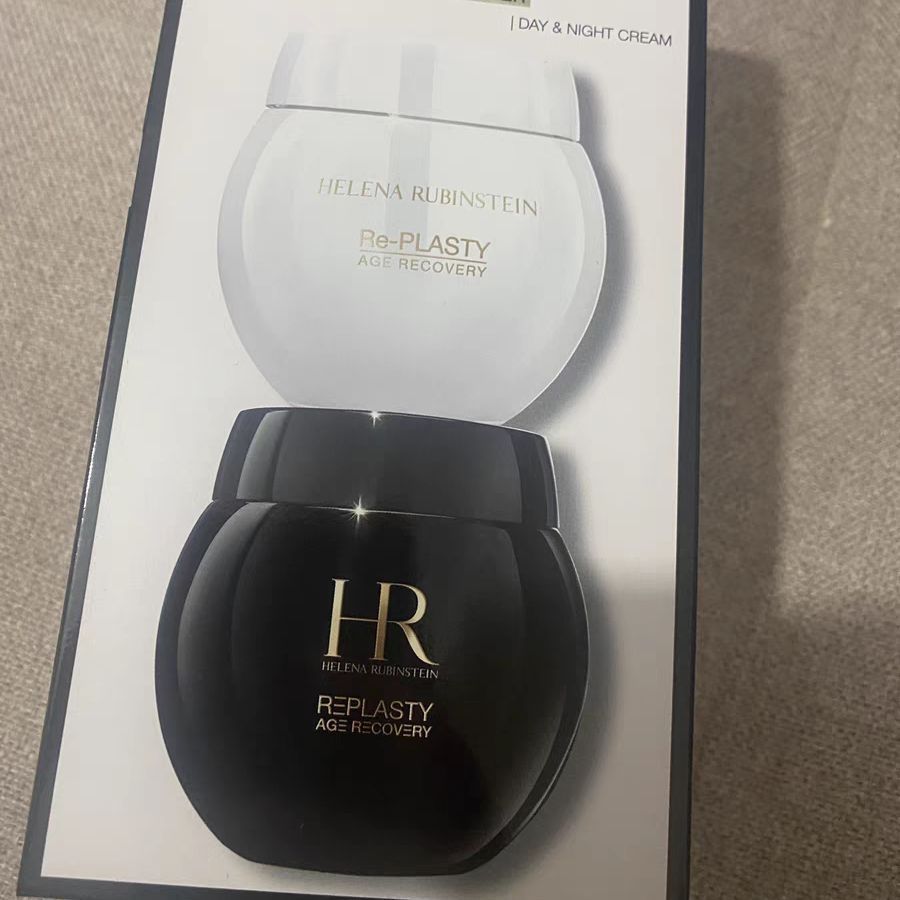 | DAY & NIGHT CREAM
HELENA RUBINSTEIN
Re-PLASTY
AGE RECOVERY
HR
HELENA RUBINSTEIN
REPLASTY
AGE RECOVERY